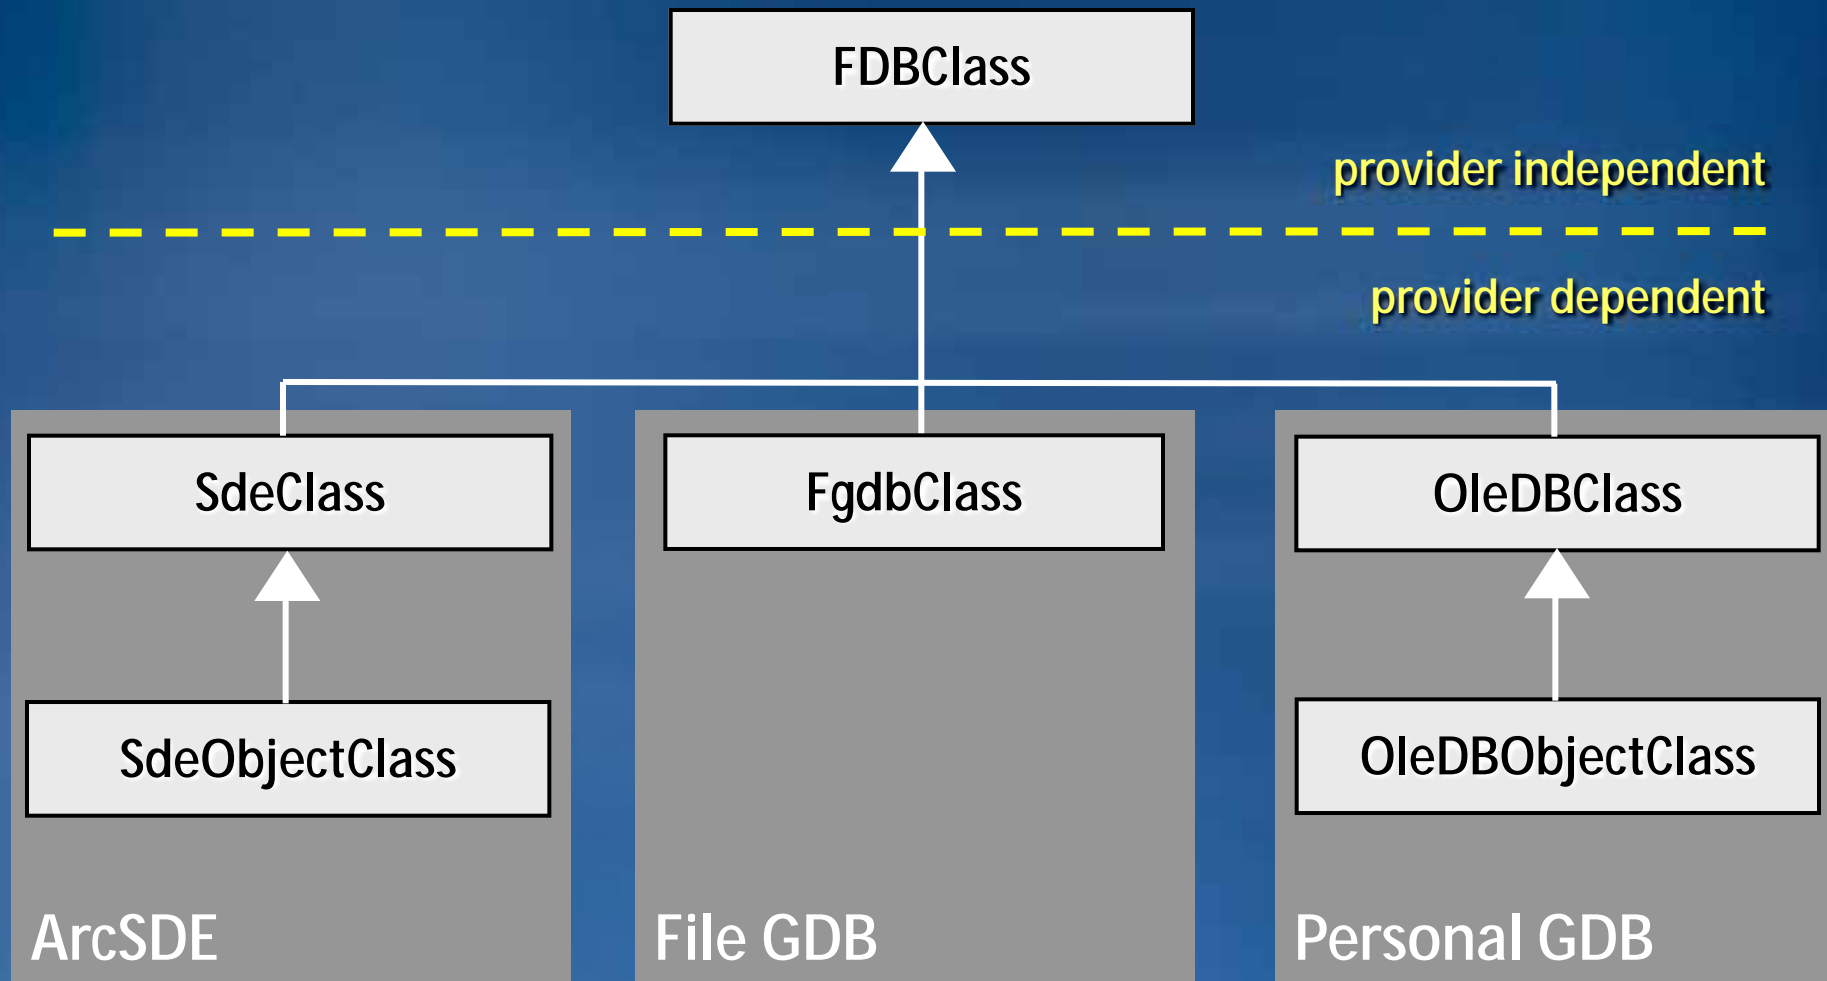 FDBClass
provider independent
provider dependent
SdeClass
FgdbClass
OleDBClass
SdeObjectClass
OleDBObjectClass
ArcSDE
File GDB
Personal GDB